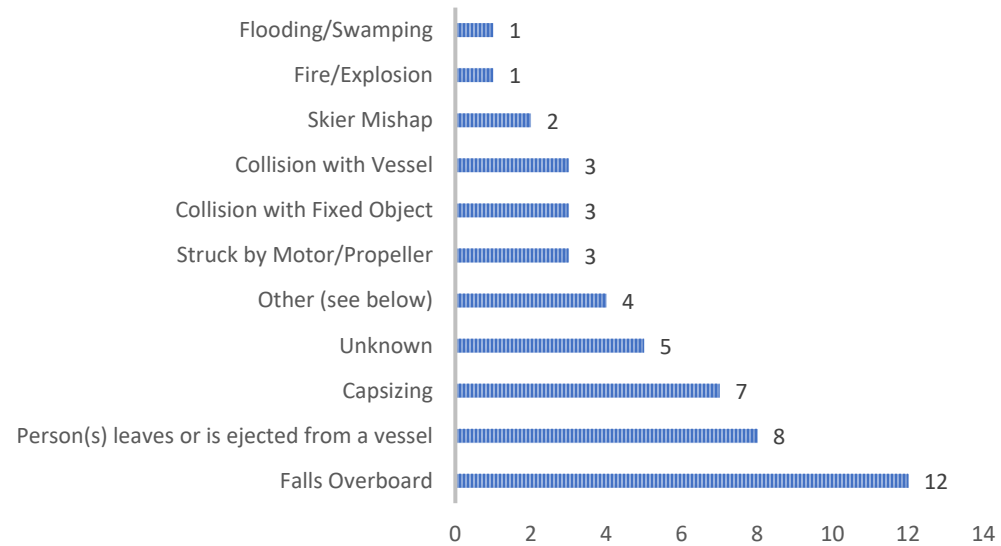 Flooding/Swamping 1
Fire/Explosion 1
Skier Mishap 2
Collision with Vessel 3
Collision with Fixed Object 3
Struck by Motor/Propeller 3
Other (see below) 4
Unknown 5
Capsizing 7
Person(s) leaves or is ejected from a vessel 8
Falls Overboard 12
0 2 4 6 8 10 12 14